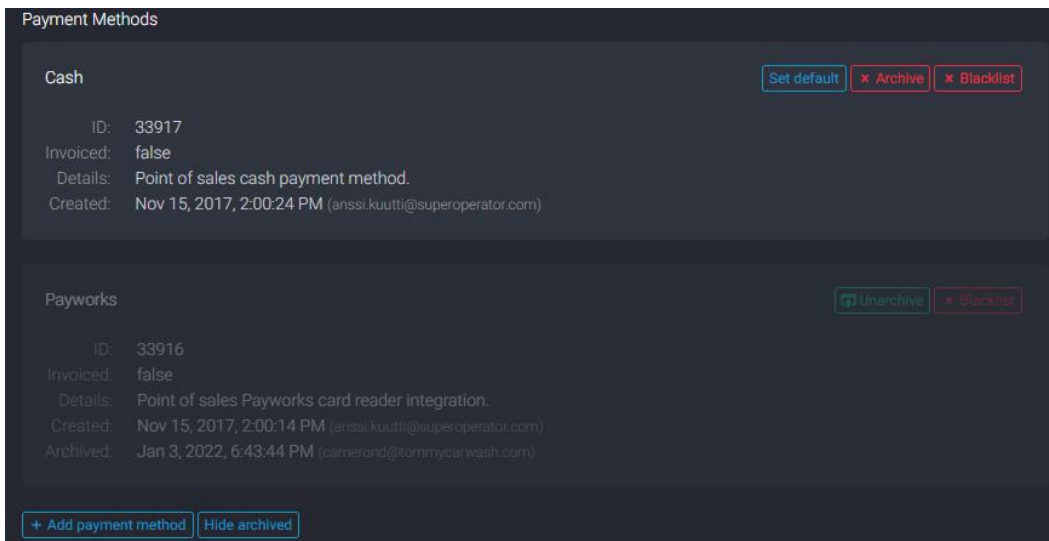 Payment Methods
Cash
Set default × Archive × Blacklist
ID: 33917
Invoiced: false
Details: Point of sales cash payment method.
Created: Nov 15, 2017, 2:00:24 PM (anssi.kuutti@superoperator.com)
Payworks
Unarchive × Blacklist
ID: 33916
Invoiced: false
Details: Point of sales Payworks card reader integration.
Created: Nov 15, 2017, 2:00:14 PM (anssi.kuutti@superoperator.com)
Archived: Jan 3, 2022, 6:43:44 PM (camerond@tommycarwash.com)
+ Add payment method Hide archived